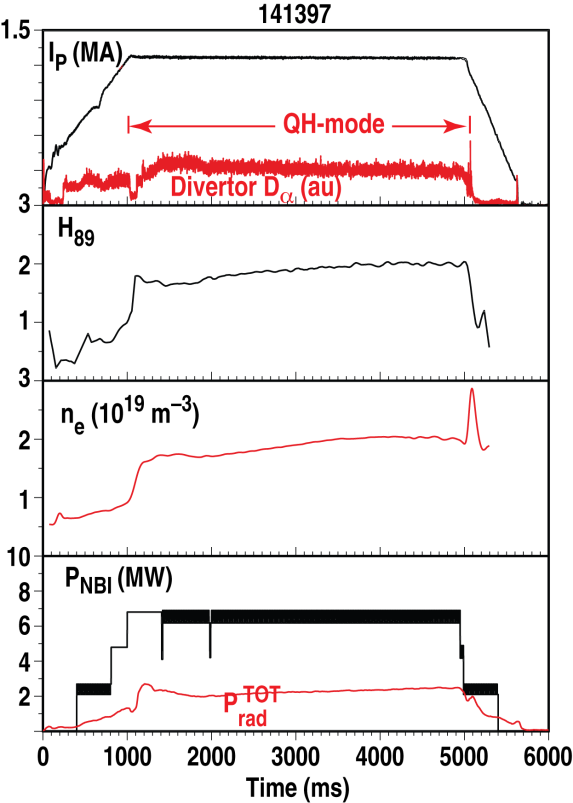 141397
1.5
I_P (MA)
QH-mode
Divertor D_α (au)
3
H_89
2
1
3
n_e (10^19 m^–3)
2
1
10
P_NBI (MW)
8
6
4
2
P_rad^TOT
0 1000 2000 3000 4000 5000 6000
Time (ms)